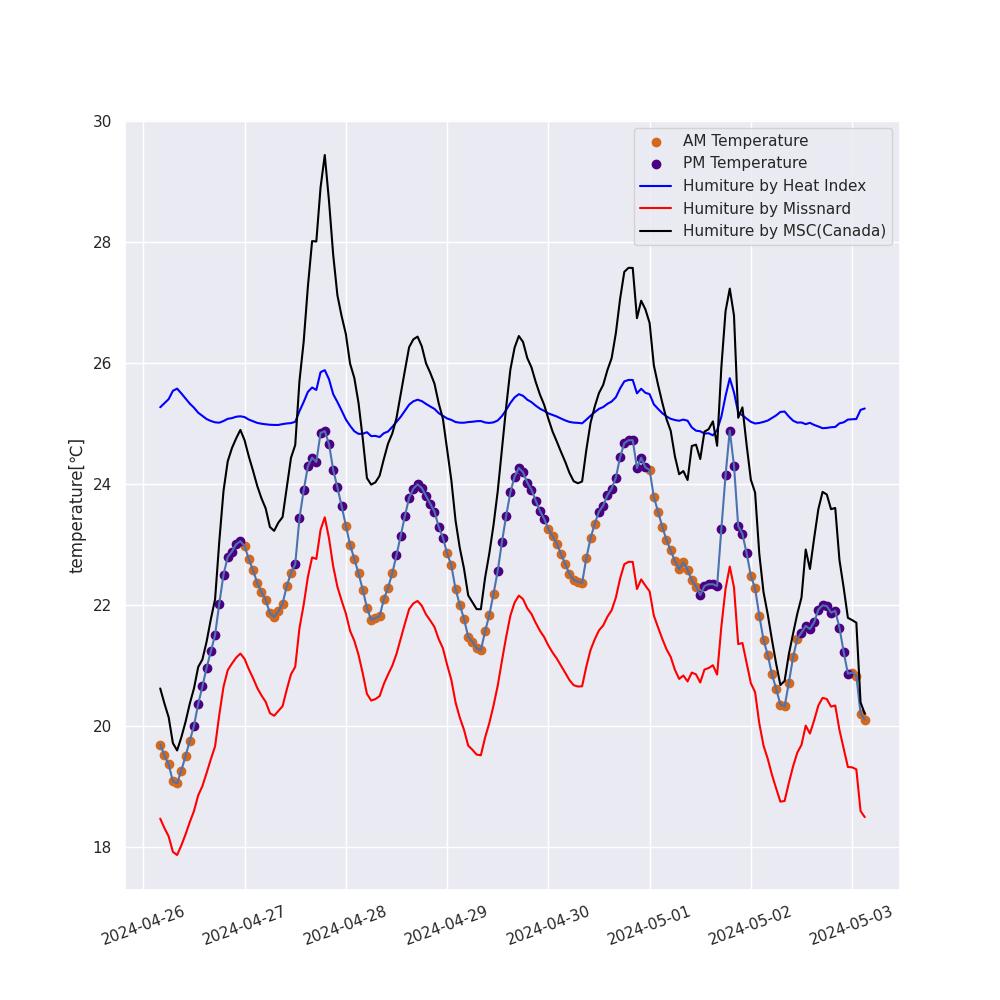 30
28
26
24
22
20
18
temperature[℃]
AM Temperature
PM Temperature
Humiture by Heat Index
Humiture by Missnard
Humiture by MSC(Canada)
2024-04-26
2024-04-27
2024-04-28
2024-04-29
2024-04-30
2024-05-01
2024-05-02
2024-05-03